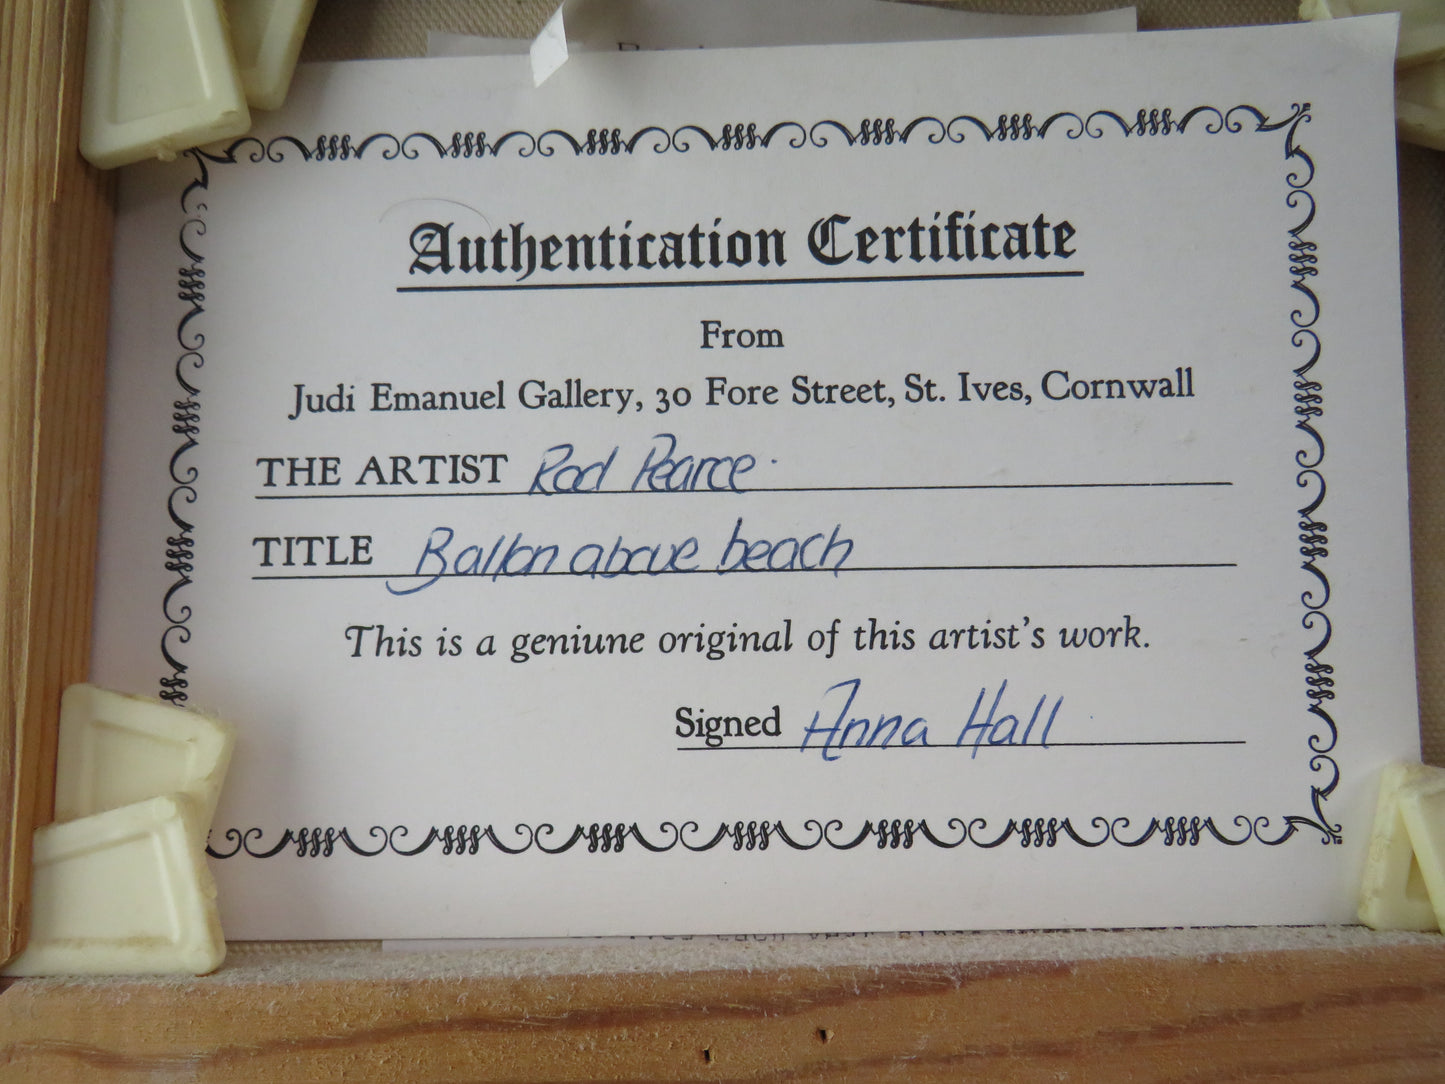 Authentication Certificate
From
Judi Emanuel Gallery, 30 Fore Street, St. Ives, Cornwall
THE ARTIST Rod Pearce.
TITLE Ballon above beach
This is a geniune original of this artist's work.
Signed Anna Hall